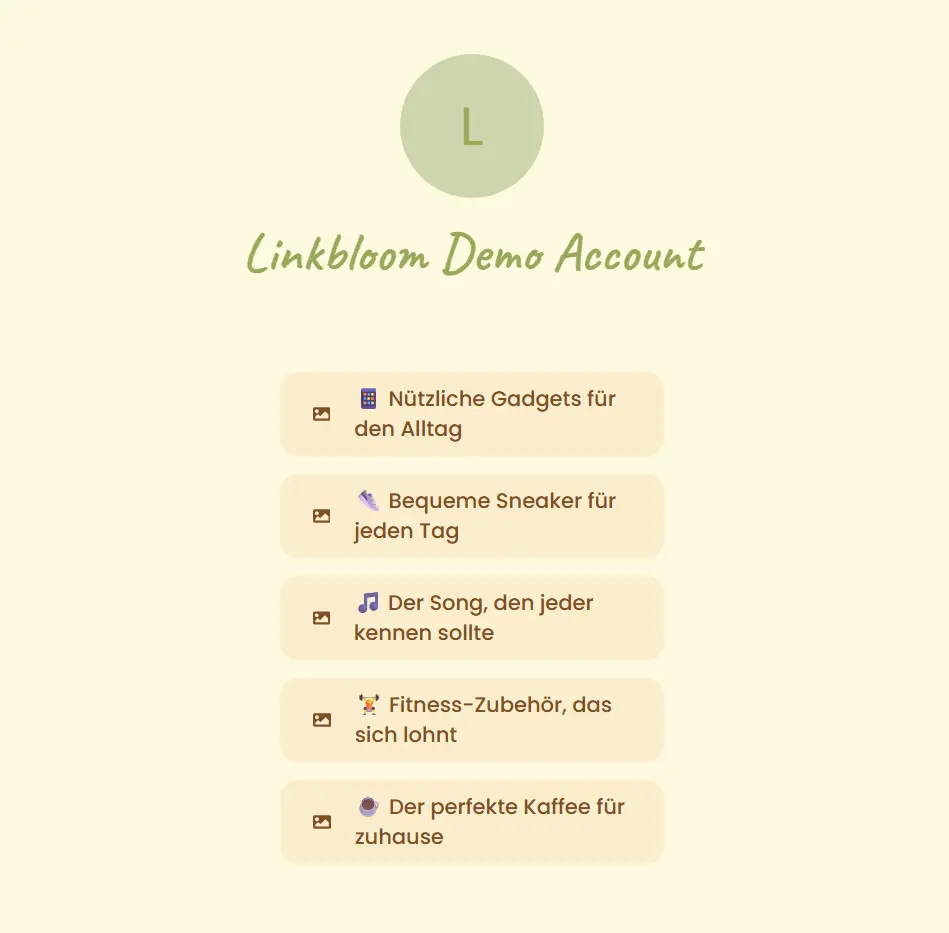 L
Linkbloom Demo Account
📱 Nützliche Gadgets für
den Alltag
👟 Bequeme Sneaker für
jeden Tag
🎵 Der Song, den jeder
kennen sollte
🏋️ Fitness-Zubehör, das
sich lohnt
☕ Der perfekte Kaffee für
zuhause